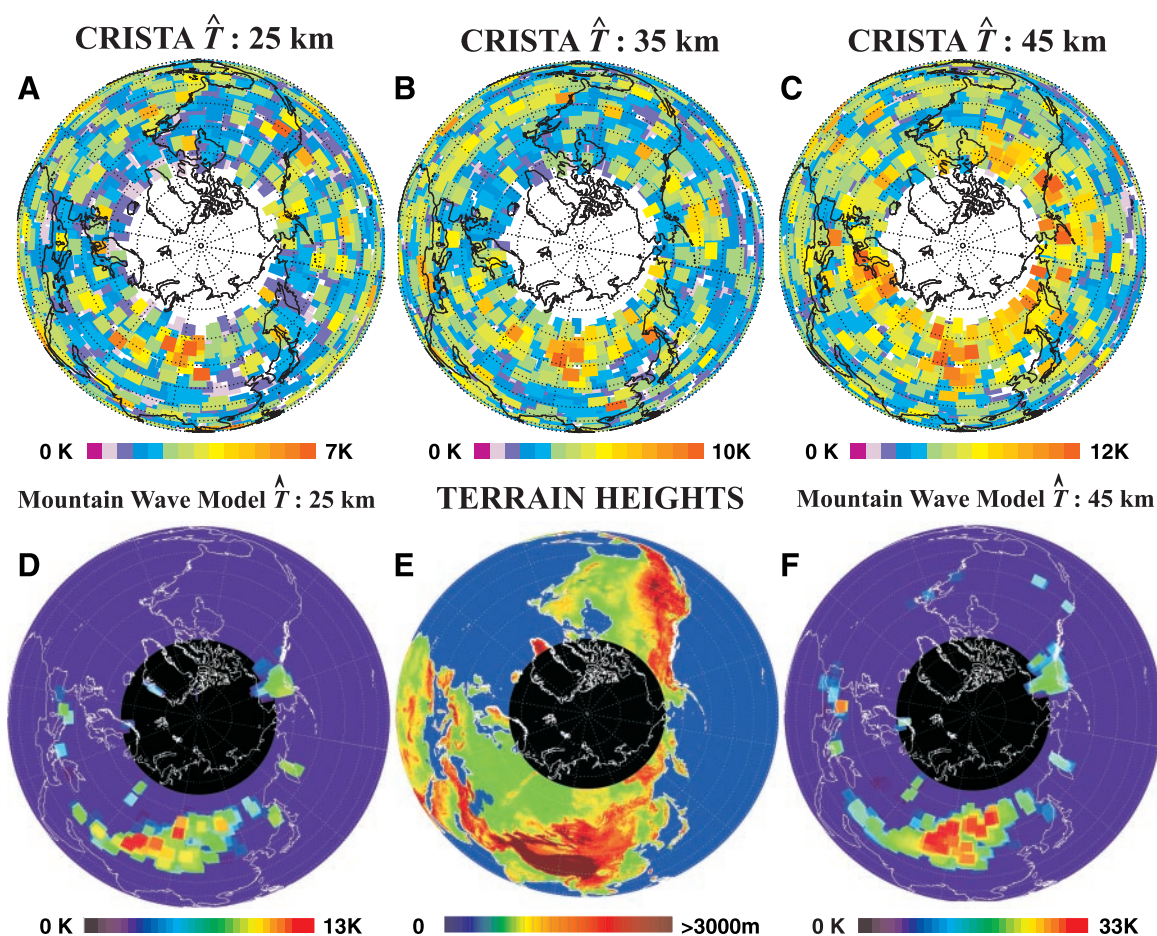 CRISTA T̂ : 25 km
CRISTA T̂ : 35 km
CRISTA T̂ : 45 km
A
B
C
0 K
7K
0 K
10K
0 K
12K
Mountain Wave Model T̂ : 25 km
TERRAIN HEIGHTS
Mountain Wave Model T̂ : 45 km
D
E
F
0 K
13K
0
>3000m
0 K
33K